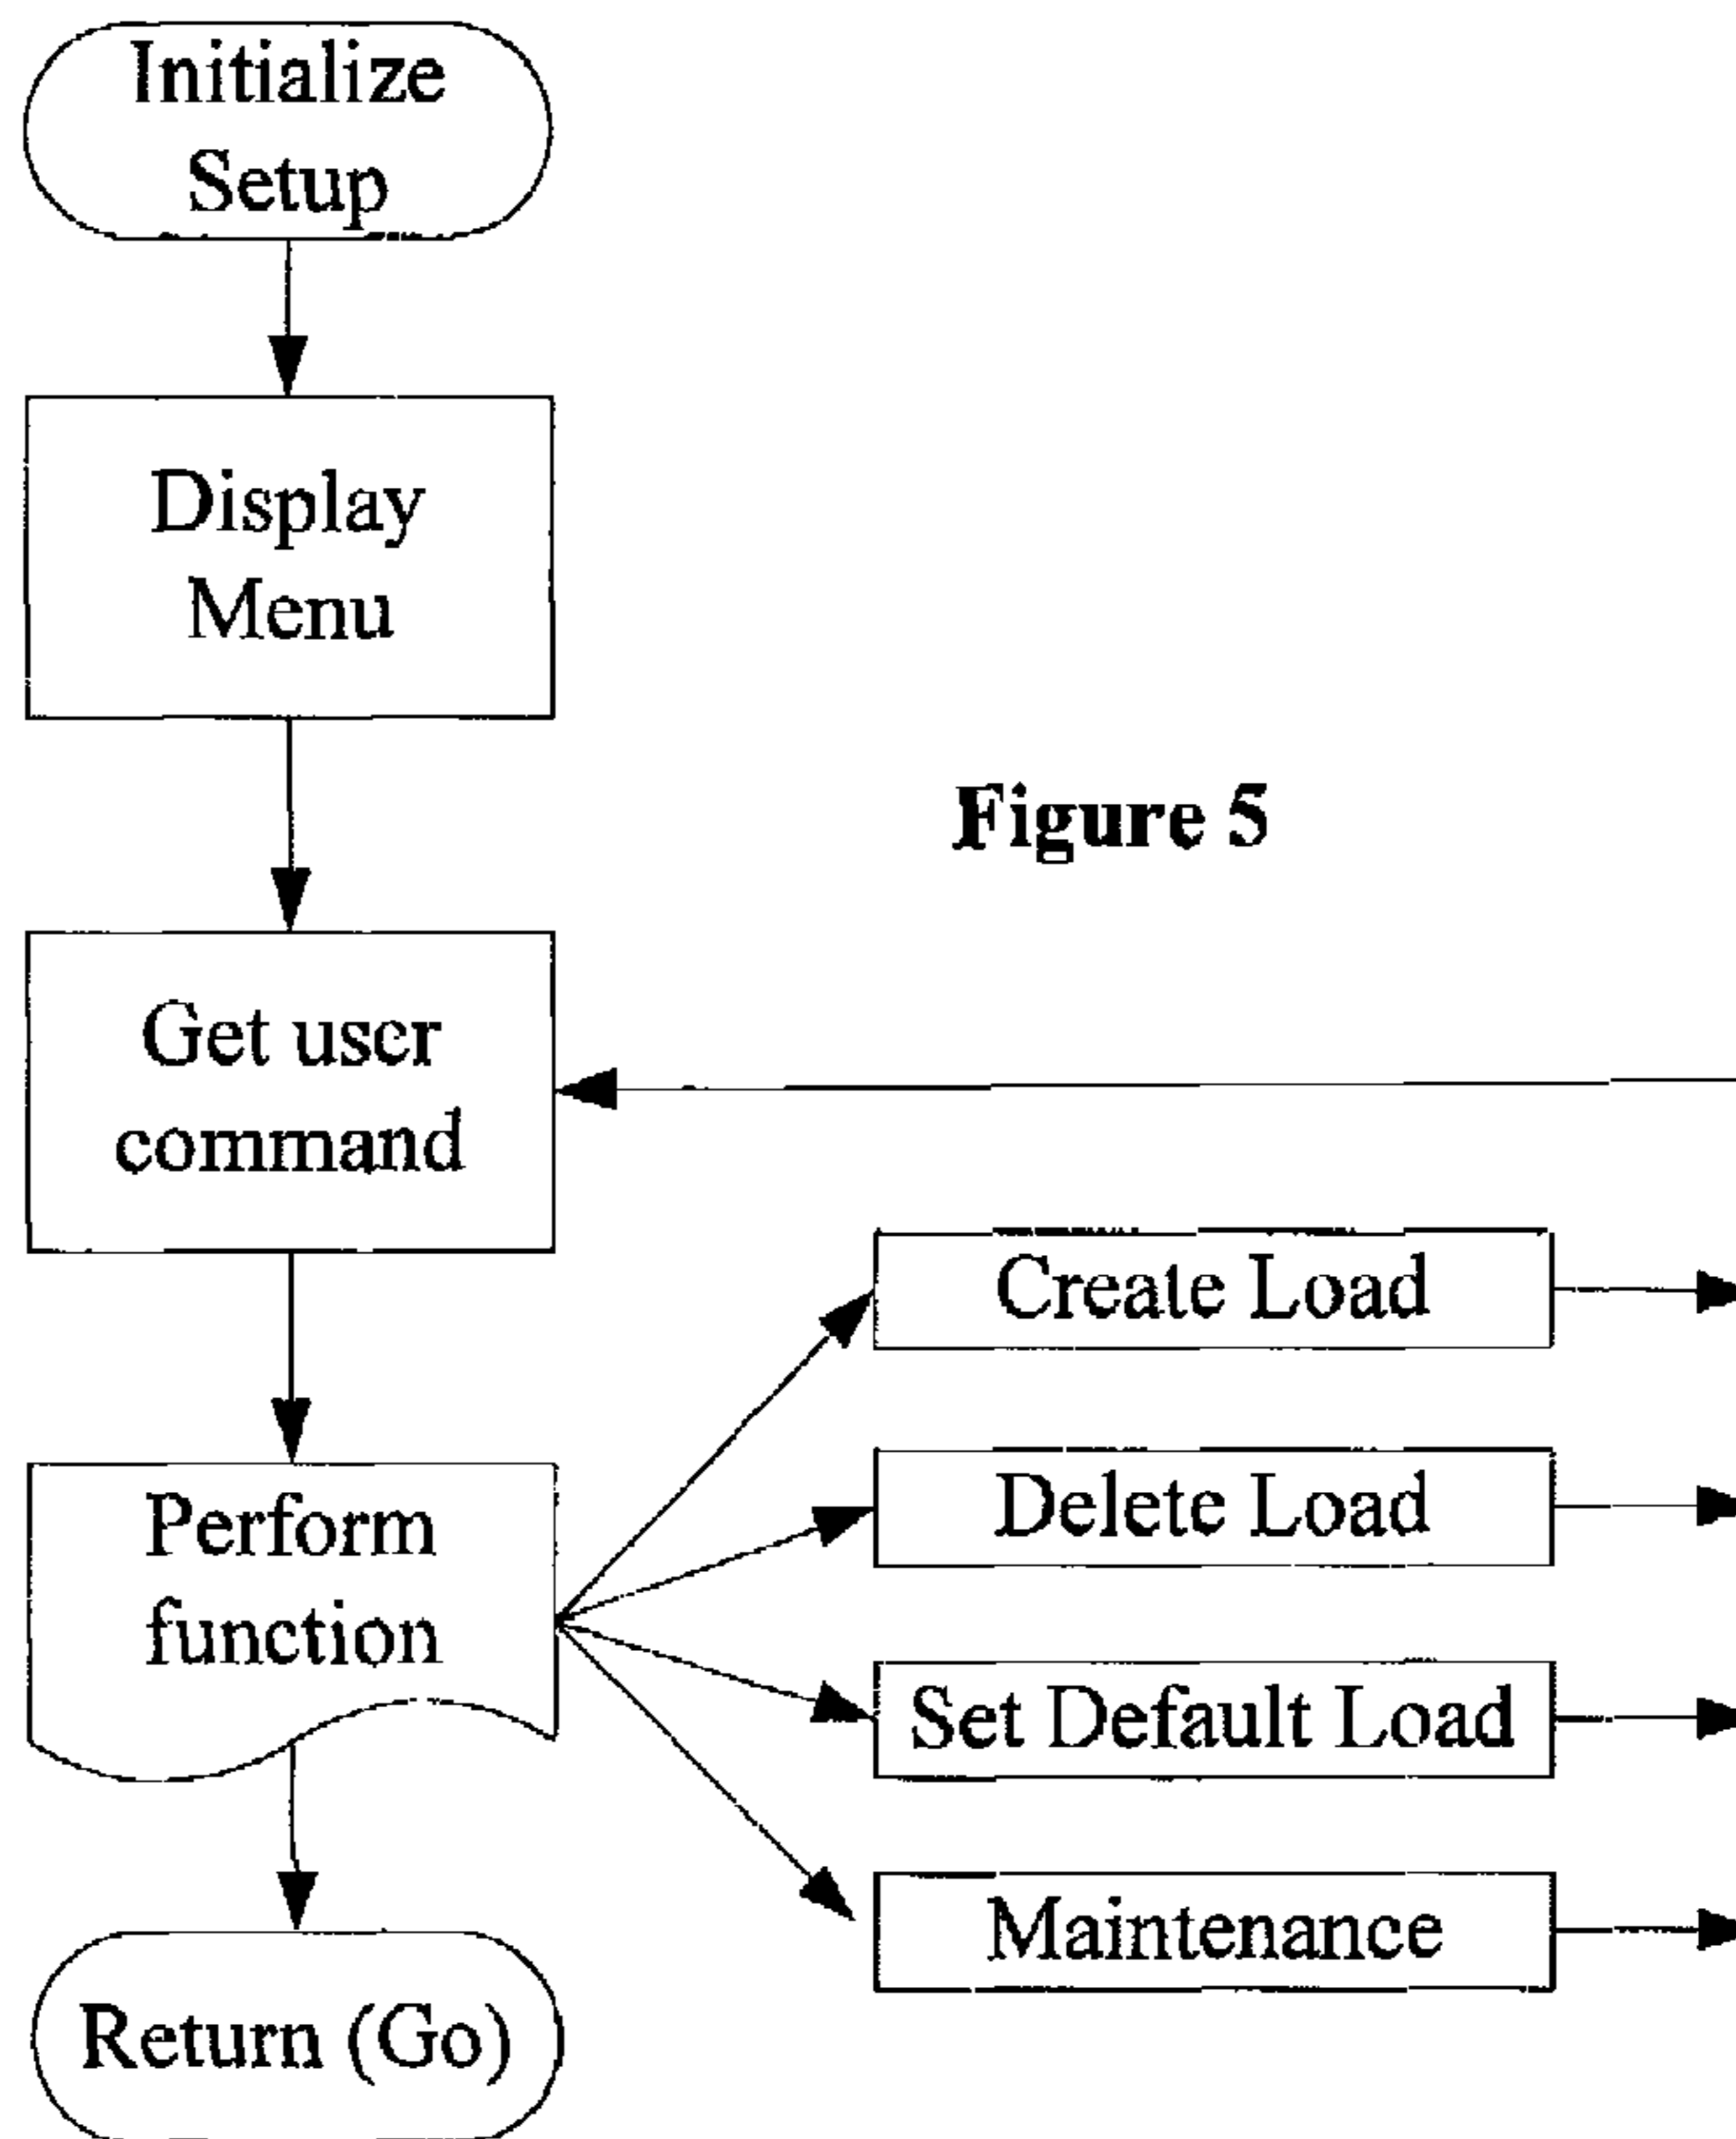 Initialize
Setup
Display
Menu
Figure 5
Get user
command
Create Load
Delete Load
Perform
function
Set Default Load
Maintenance
Return (Go)